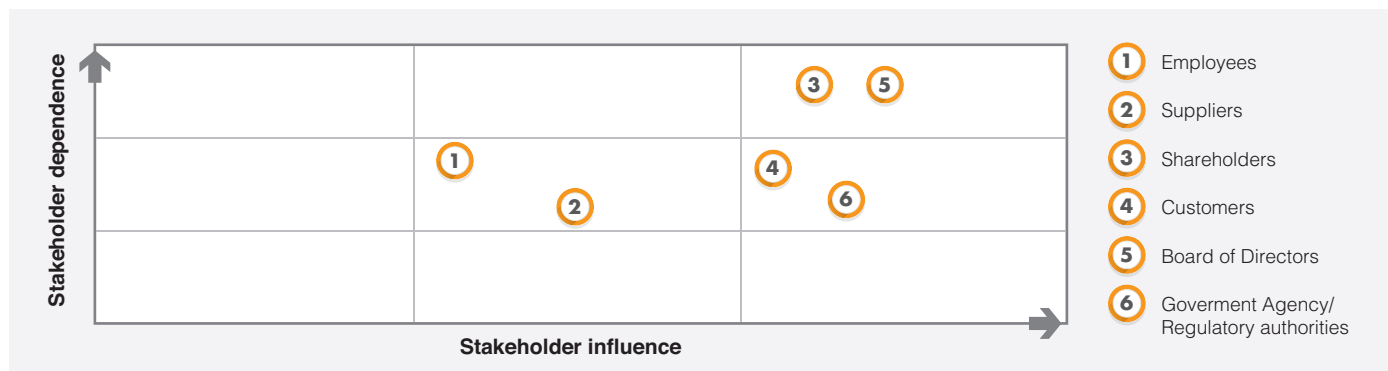 Stakeholder dependence
3
5
1
4
2
6
Stakeholder influence
1 Employees
2 Suppliers
3 Shareholders
4 Customers
5 Board of Directors
6 Goverment Agency/
Regulatory authorities